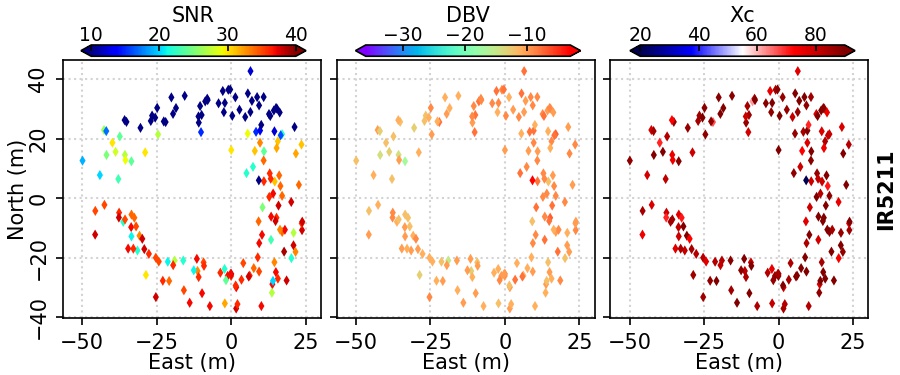 SNR DBV Xc
10 20 30 40 −30 −20 −10 20 40 60 80
40
20
0
−20
−40
North (m)
−50 −25 0 25 −50 −25 0 25 −50 −25 0 25
East (m) East (m) East (m)
IR5211